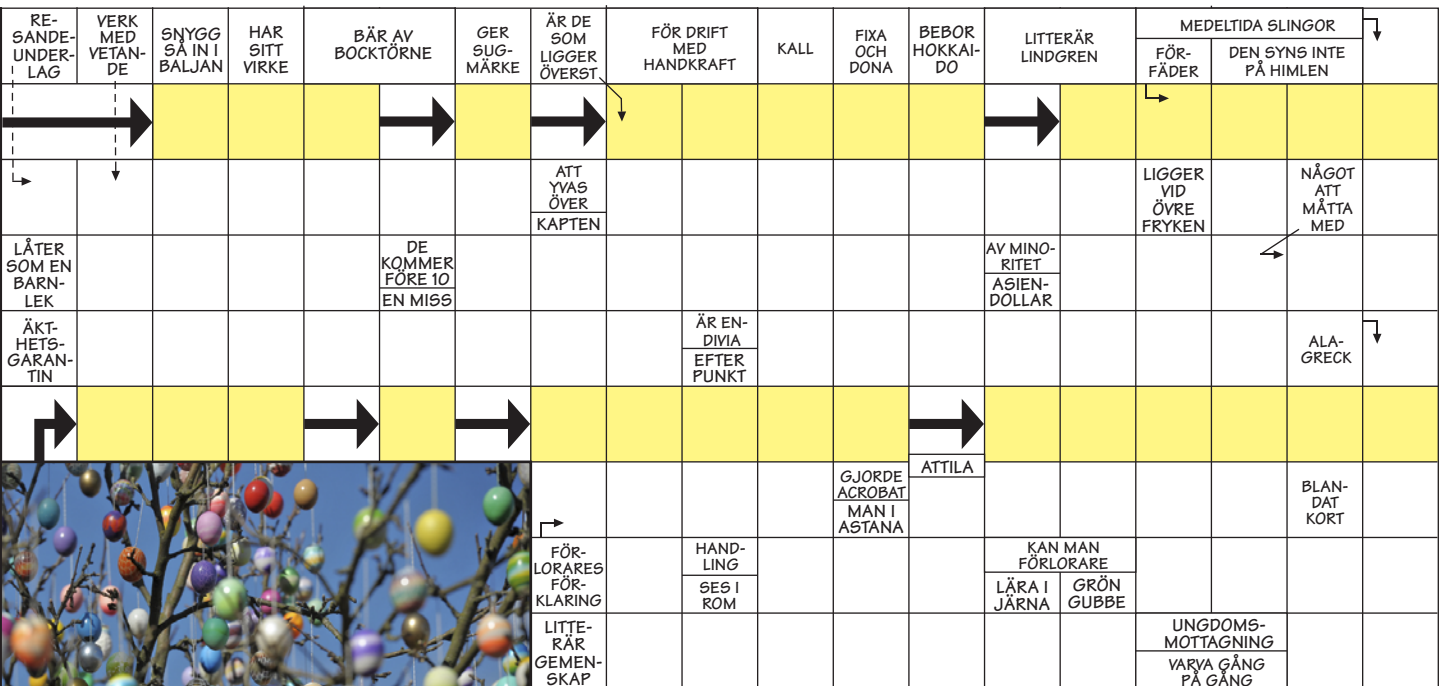 RE-
SANDE-
UNDER-
LAG
VERK
MED
VETAN-
DE
SNYGG
SÅ IN I
BALJAN
HAR
SITT
VIRKE
BÄR AV
BOCKTÖRNE
GER
SUG-
MÄRKE
ÄR DE
SOM
LIGGER
ÖVERST
FÖR DRIFT
MED
HANDKRAFT
KALL
FIXA
OCH
DONA
BEBOR
HOKKAI-
DO
LITTERÄR
LINDGREN
MEDELTIDA SLINGOR
FÖR-
FÄDER
DEN SYNS INTE
PÅ HIMLEN
ATT
YVAS
ÖVER
KAPTEN
LIGGER
VID
ÖVRE
FRYKEN
NÅGOT
ATT
MÅTTA
MED
LÅTER
SOM EN
BARN-
LEK
DE
KOMMER
FÖRE 10
EN MISS
AV MINO-
RITET
ASIEN-
DOLLAR
ÄKT-
HETS-
GARAN-
TIN
ÄR EN-
DIVIA
EFTER
PUNKT
ALA-
GRECK
GJORDE
ACROBAT
MAN I
ASTANA
ATTILA
BLAN-
DAT
KORT
FÖR-
LORARES
FÖR-
KLARING
HAND-
LING
SES I
ROM
KAN MAN
FÖRLORARE
LÄRA I
JÄRNA
GRÖN
GUBBE
LITTE-
RÄR
GEMEN-
SKAP
UNGDOMS-
MOTTAGNING
VARVA GÅNG
PÅ GÅNG